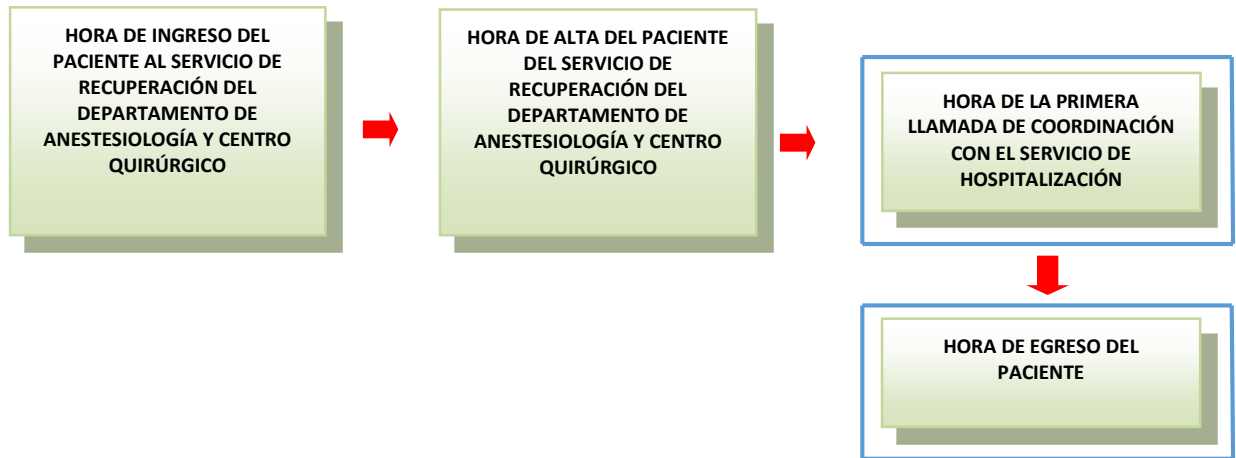 HORA DE INGRESO DEL
PACIENTE AL SERVICIO DE
RECUPERACIÓN DEL
DEPARTAMENTO DE
ANESTESIOLOGÍA Y CENTRO
QUIRÚRGICO
HORA DE ALTA DEL PACIENTE
DEL SERVICIO DE
RECUPERACIÓN DEL
DEPARTAMENTO DE
ANESTESIOLOGÍA Y CENTRO
QUIRÚRGICO
HORA DE LA PRIMERA
LLAMADA DE COORDINACIÓN
CON EL SERVICIO DE
HOSPITALIZACIÓN
HORA DE EGRESO DEL
PACIENTE